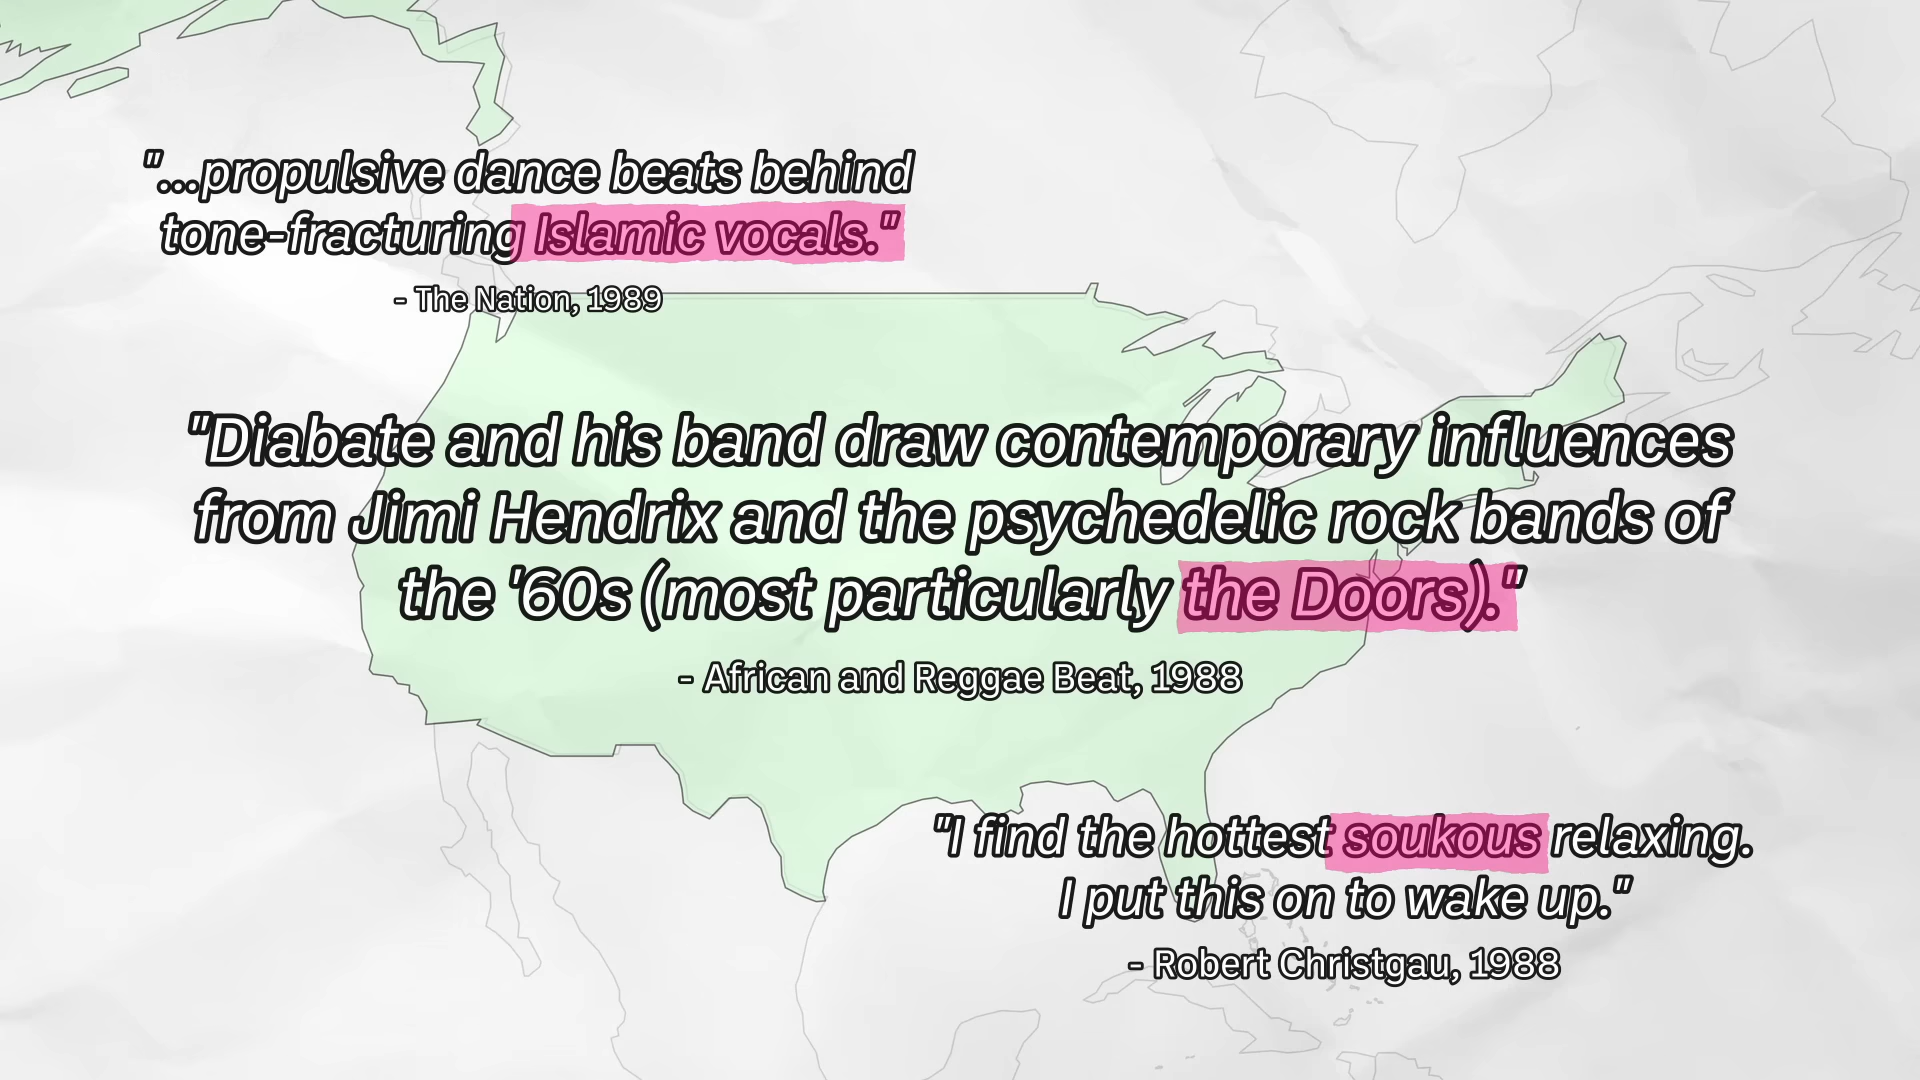 "...propulsive dance beats behind
tone-fracturing Islamic vocals."
- The Nation, 1989
"Diabate and his band draw contemporary influences
from Jimi Hendrix and the psychedelic rock bands of
the '60s (most particularly the Doors)."
- African and Reggae Beat, 1988
"I find the hottest soukous relaxing.
I put this on to wake up."
- Robert Christgau, 1988